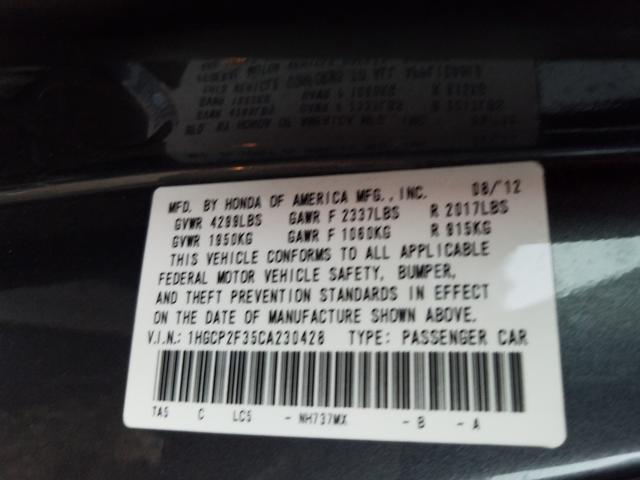 MFD. BY HONDA OF AMERICA MFG., INC. 08/'12
GVWR 4299LBS GAWR F 2337LBS R 2017LBS
GVWR 1950KG GAWR F 1060KG R 915KG
THIS VEHICLE CONFORMS TO ALL APPLICABLE
FEDERAL MOTOR VEHICLE SAFETY, BUMPER,
AND THEFT PREVENTION STANDARDS IN EFFECT
ON THE DATE OF MANUFACTURE SHOWN ABOVE.
V.I.N.: 1HGCP2F35CA230428 TYPE: PASSENGER CAR
TA5 C LC5 - NH737MX - B - A